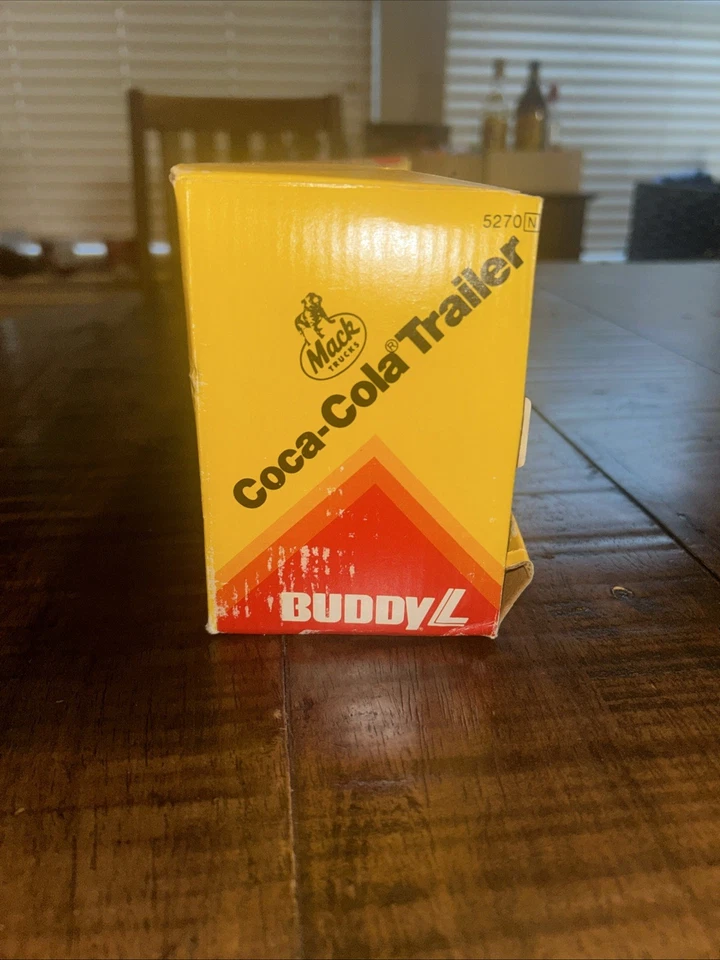 5270 N
Mack
TRUCKS
Coca-Cola® Trailer
BUDDY L